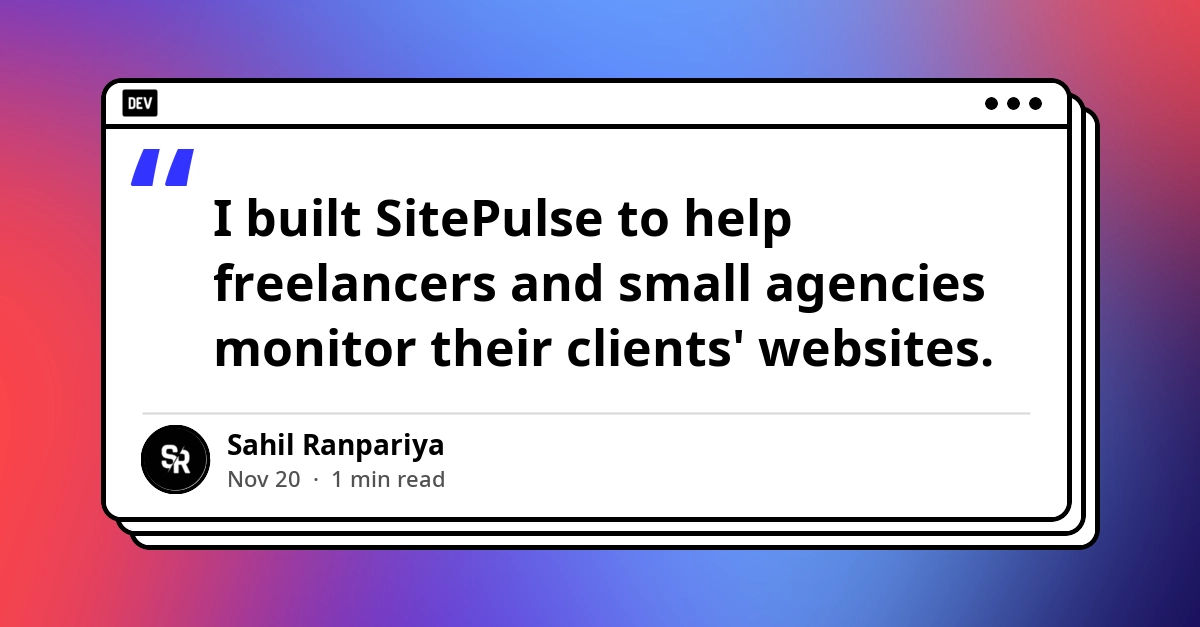 DEV
“
I built SitePulse to help
freelancers and small agencies
monitor their clients' websites.
SR
Sahil Ranpariya
Nov 20 · 1 min read